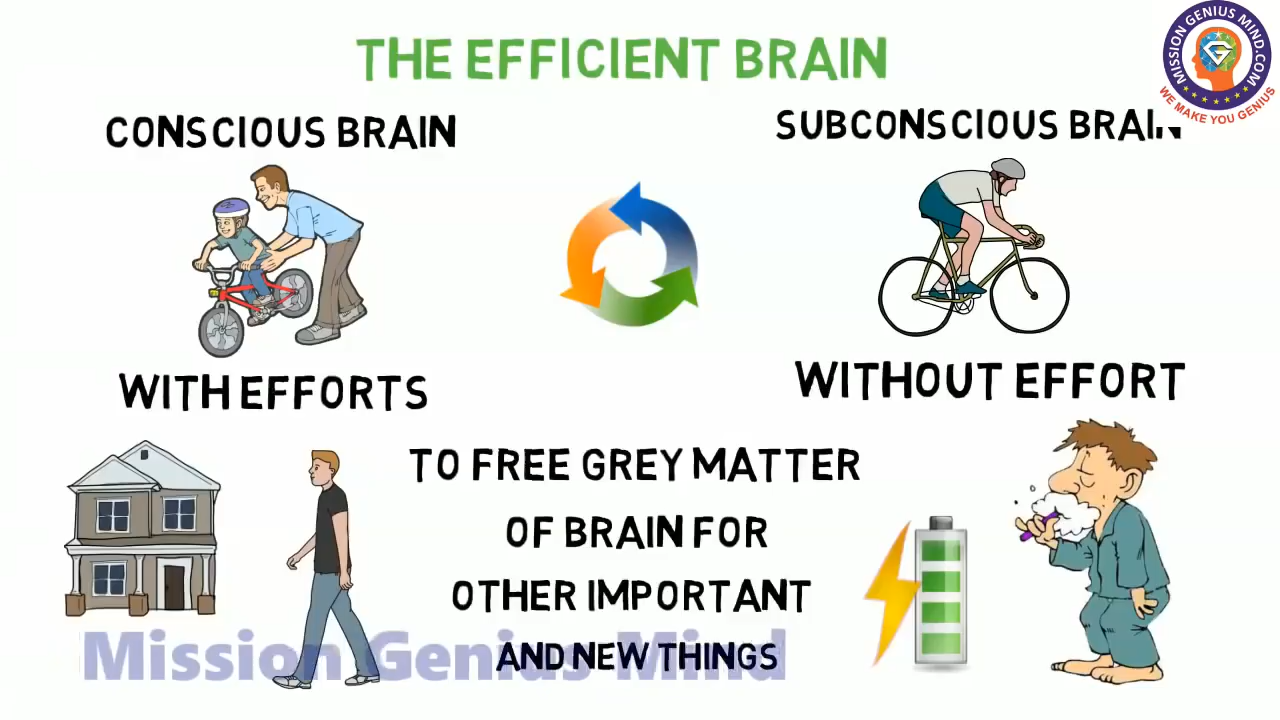 THE EFFICIENT BRAIN
MISSION GENIUS MIND.COM
WE MAKE YOU GENIUS
CONSCIOUS BRAIN
SUBCONSCIOUS BRAIN
WITH EFFORTS
WITHOUT EFFORT
TO FREE GREY MATTER
OF BRAIN FOR
OTHER IMPORTANT
AND NEW THINGS
Mission Genius Mind